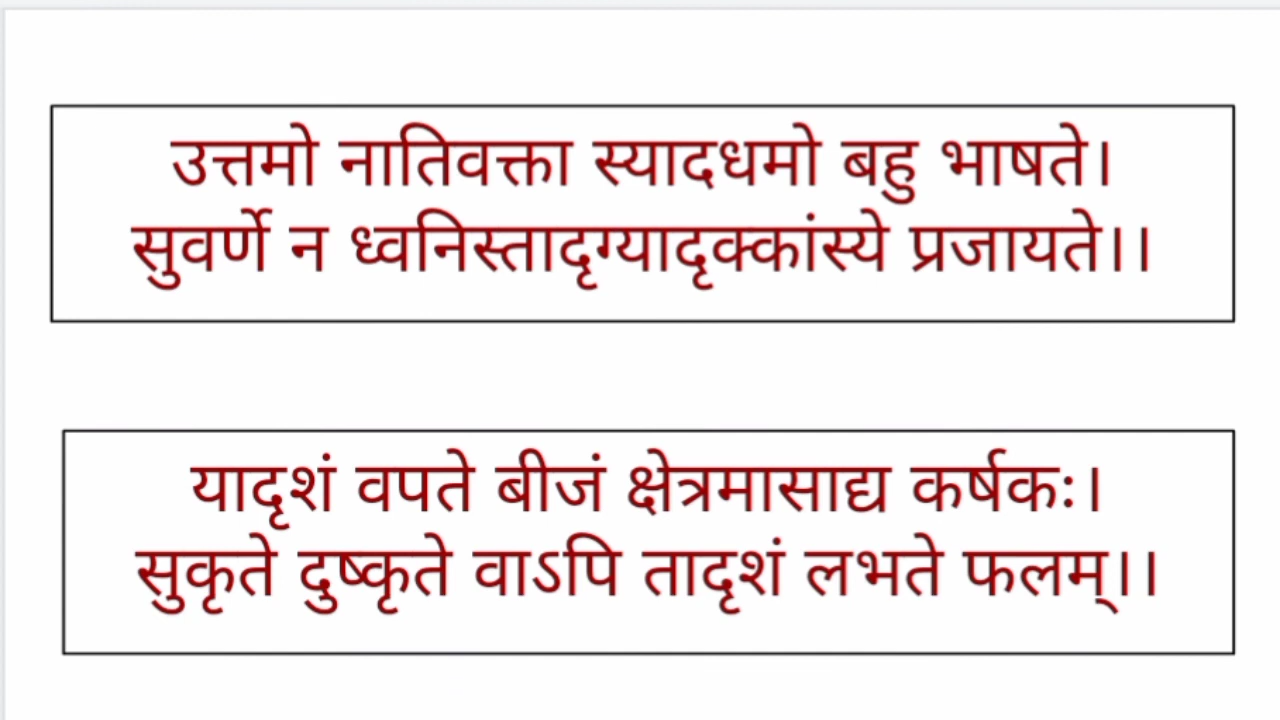 उत्तमो नातिवक्ता स्यादधमो बहु भाषते।
सुवर्णे न ध्वनिस्तादृग्यादृक्कांस्ये प्रजायते।।
यादृशं वपते बीजं क्षेत्रमासाद्य कर्षकः।
सुकृते दुष्कृते वाऽपि तादृशं लभते फलम्।।